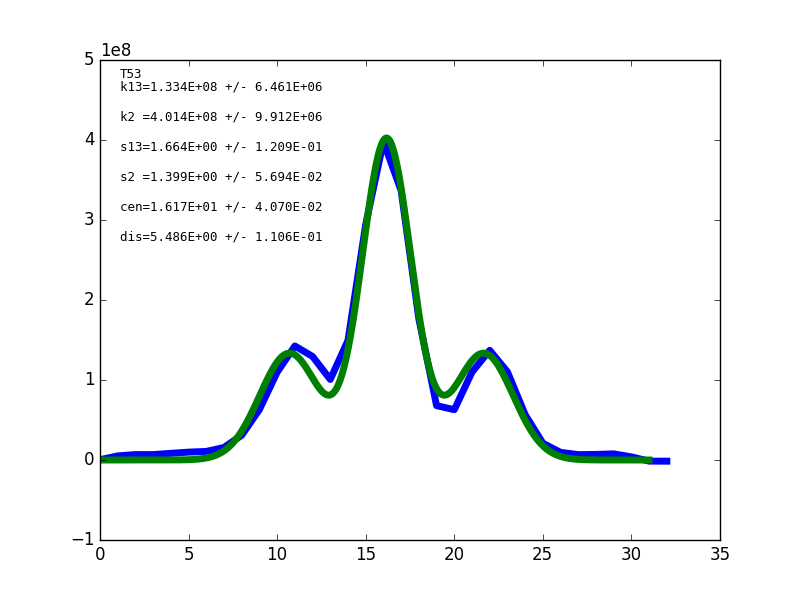 1e8
T53
k13=1.334E+08 +/- 6.461E+06
k2 =4.014E+08 +/- 9.912E+06
s13=1.664E+00 +/- 1.209E-01
s2 =1.399E+00 +/- 5.694E-02
cen=1.617E+01 +/- 4.070E-02
dis=5.486E+00 +/- 1.106E-01
5
4
3
2
1
0
−1
0 5 10 15 20 25 30 35